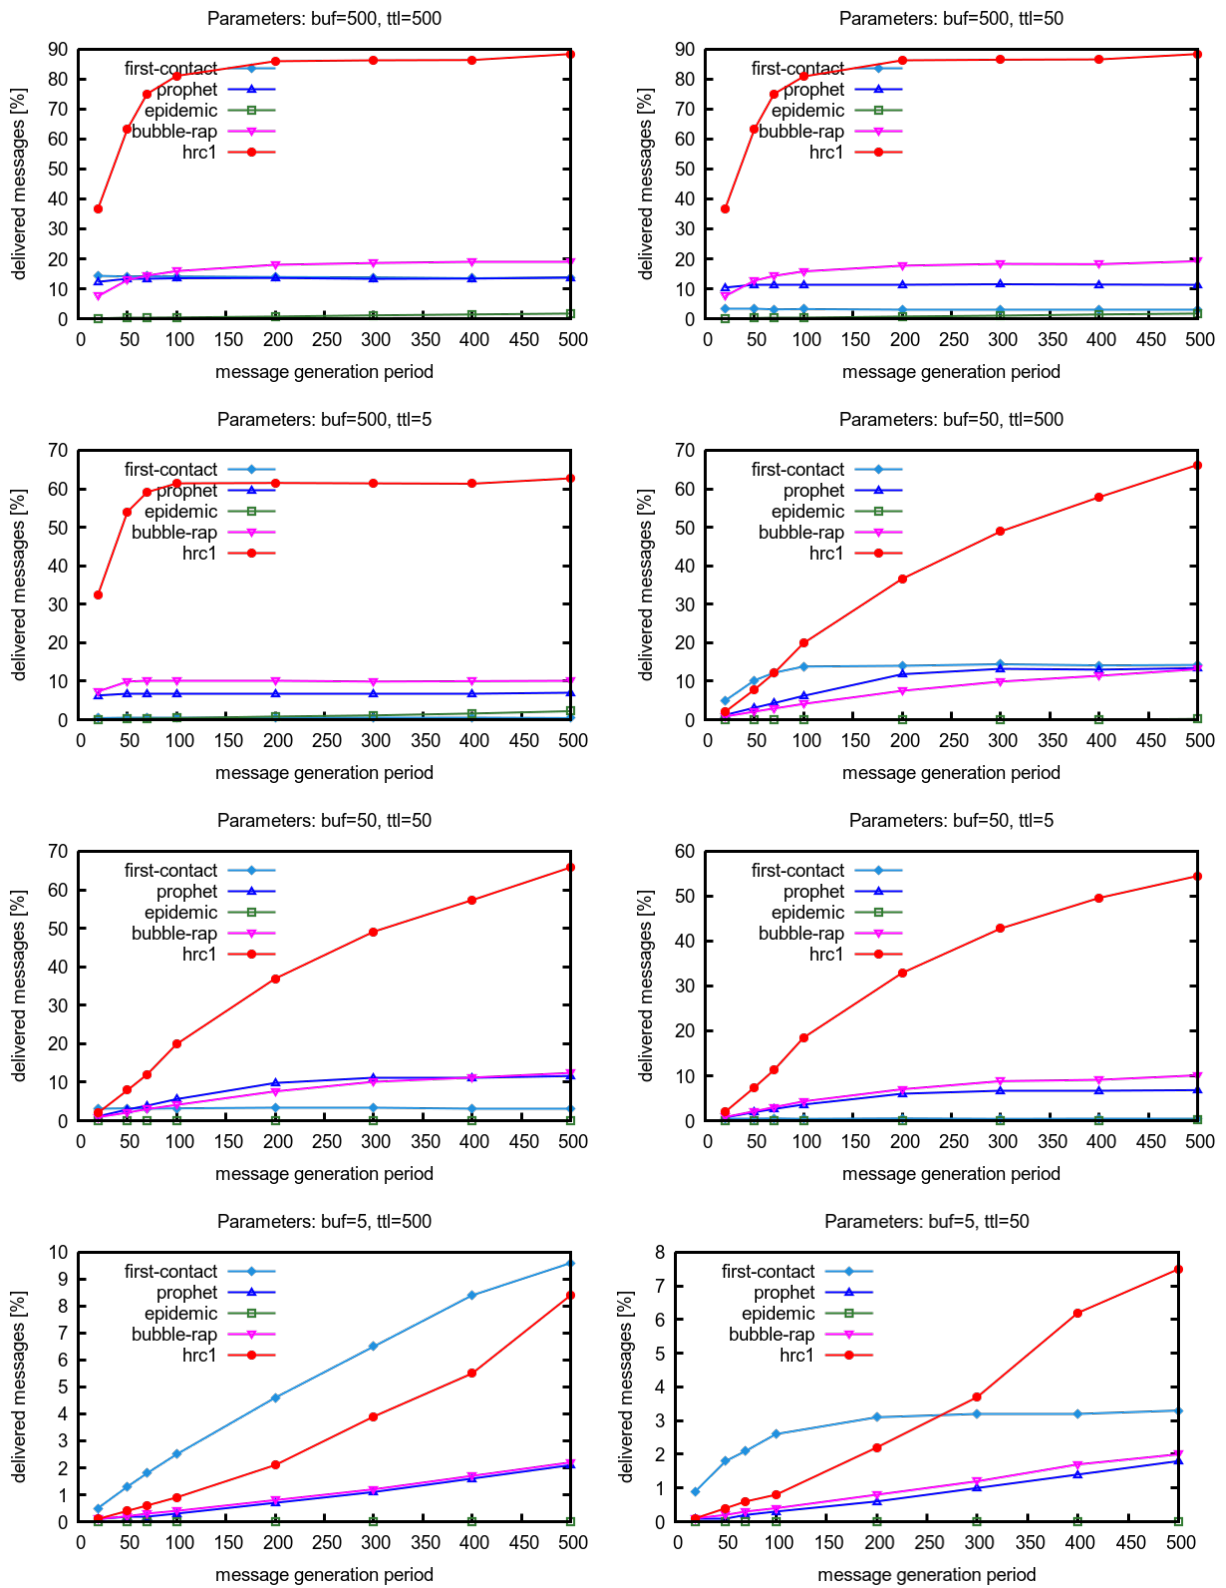 Parameters: buf=500, ttl=500
delivered messages [%]
90
80
70
60
50
40
30
20
10
0
first-contact
prophet
epidemic
bubble-rap
hrc1
0 50 100 150 200 250 300 350 400 450 500
message generation period
Parameters: buf=500, ttl=50
delivered messages [%]
90
80
70
60
50
40
30
20
10
0
first-contact
prophet
epidemic
bubble-rap
hrc1
0 50 100 150 200 250 300 350 400 450 500
message generation period
Parameters: buf=500, ttl=5
delivered messages [%]
70
60
50
40
30
20
10
0
first-contact
prophet
epidemic
bubble-rap
hrc1
0 50 100 150 200 250 300 350 400 450 500
message generation period
Parameters: buf=50, ttl=500
delivered messages [%]
70
60
50
40
30
20
10
0
first-contact
prophet
epidemic
bubble-rap
hrc1
0 50 100 150 200 250 300 350 400 450 500
message generation period
Parameters: buf=50, ttl=50
delivered messages [%]
70
60
50
40
30
20
10
0
first-contact
prophet
epidemic
bubble-rap
hrc1
0 50 100 150 200 250 300 350 400 450 500
message generation period
Parameters: buf=50, ttl=5
delivered messages [%]
60
50
40
30
20
10
0
first-contact
prophet
epidemic
bubble-rap
hrc1
0 50 100 150 200 250 300 350 400 450 500
message generation period
Parameters: buf=5, ttl=500
delivered messages [%]
10
9
8
7
6
5
4
3
2
1
0
first-contact
prophet
epidemic
bubble-rap
hrc1
0 50 100 150 200 250 300 350 400 450 500
message generation period
Parameters: buf=5, ttl=50
delivered messages [%]
8
7
6
5
4
3
2
1
0
first-contact
prophet
epidemic
bubble-rap
hrc1
0 50 100 150 200 250 300 350 400 450 500
message generation period